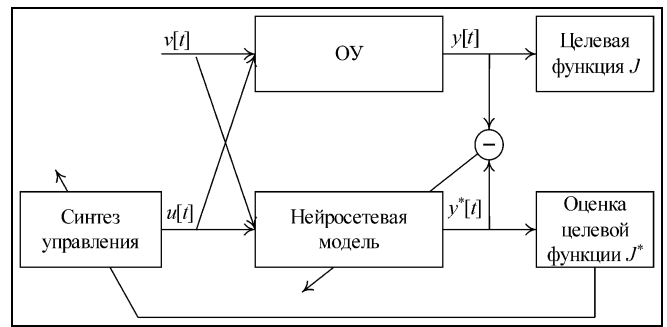 v[t]
ОУ
y[t]
Целевая
функция J
−
Синтез
управления
u[t]
Нейросетевая
модель
y*[t]
Оценка
целевой
функции J*